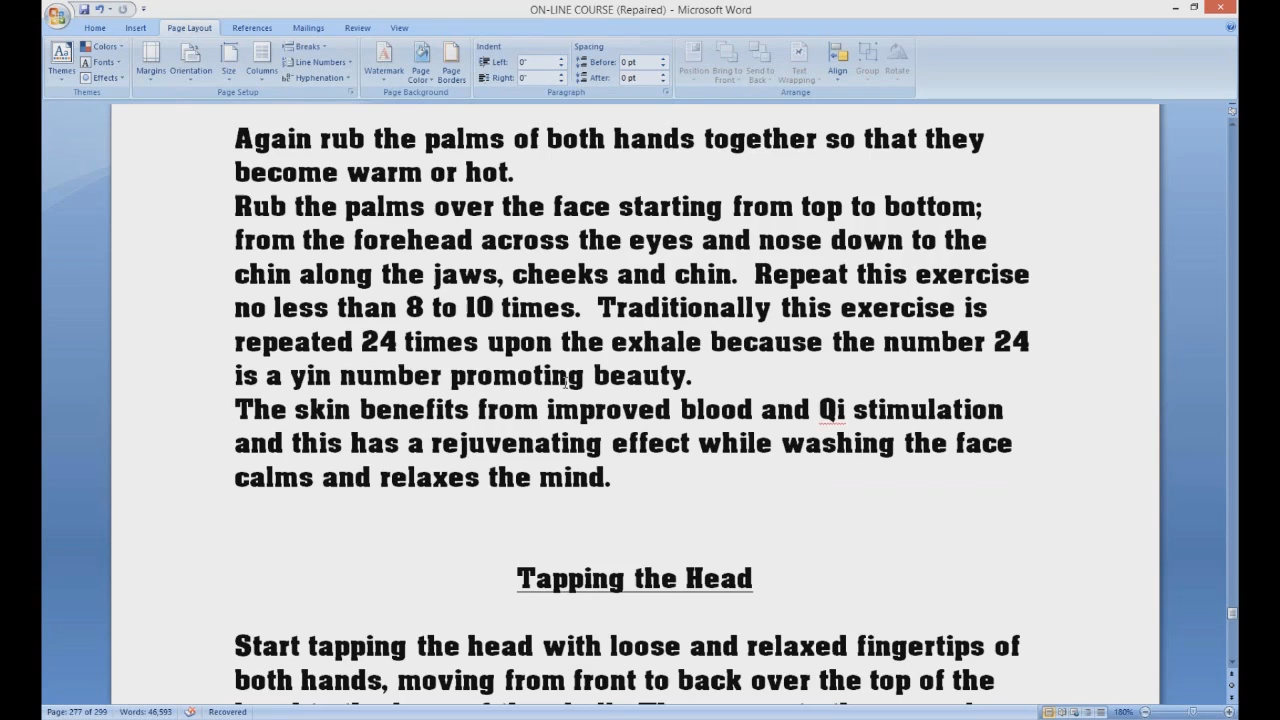 ON-LINE COURSE (Repaired) - Microsoft Word
Home Insert Page Layout References Mailings Review View
Themes Colors Fonts Effects Margins Orientation Size Columns Breaks Line Numbers Hyphenation Watermark Page Color Page Borders Indent Left: 0" Right: 0" Spacing Before: 0 pt After: 0 pt Position Bring to Front Send to Back Text Wrapping Align Group Rotate
Themes Page Setup Page Background Paragraph Arrange
Again rub the palms of both hands together so that they
become warm or hot.
Rub the palms over the face starting from top to bottom;
from the forehead across the eyes and nose down to the
chin along the jaws, cheeks and chin.  Repeat this exercise
no less than 8 to 10 times.  Traditionally this exercise is
repeated 24 times upon the exhale because the number 24
is a yin number promoting beauty.
The skin benefits from improved blood and Qi stimulation
and this has a rejuvenating effect while washing the face
calms and relaxes the mind.
Tapping the Head
Start tapping the head with loose and relaxed fingertips of
both hands, moving from front to back over the top of the
Page: 277 of 299 Words: 46,593 Recovered 180%